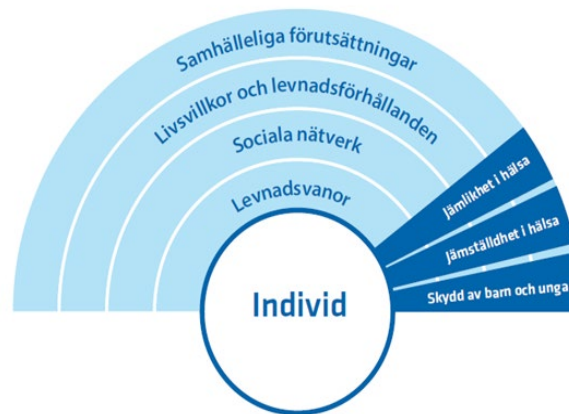 Samhälleliga förutsättningar
Livsvillkor och levnadsförhållanden
Sociala nätverk
Levnadsvanor
Individ
Jämlikhet i hälsa
Jämställdhet i hälsa
Skydd av barn och unga